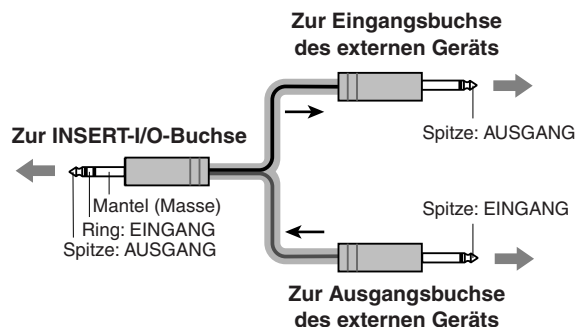 Zur Eingangsbuchse
des externen Geräts
Spitze: AUSGANG
Zur INSERT-I/O-Buchse
Mantel (Masse)
Ring: EINGANG
Spitze: AUSGANG
Spitze: EINGANG
Zur Ausgangsbuchse
des externen Geräts